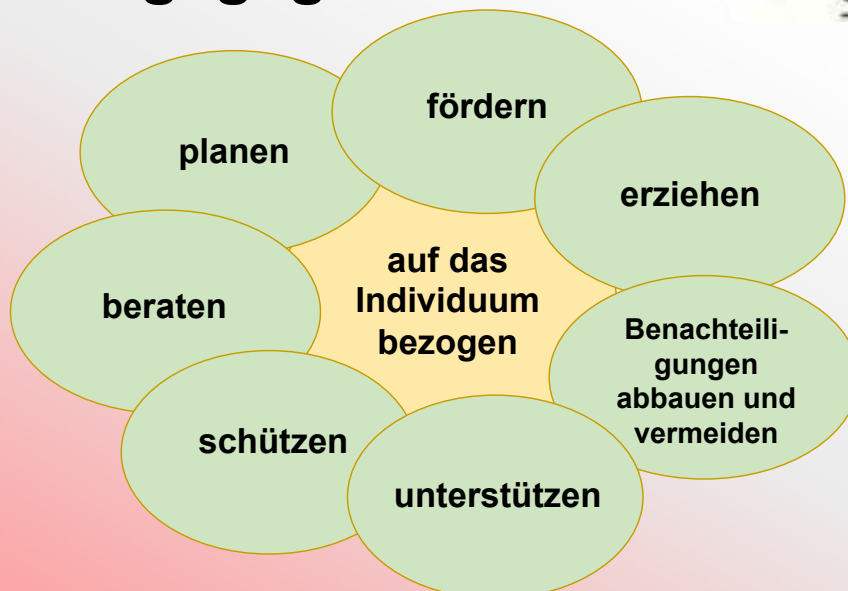 fördern
planen
erziehen
auf das
Individuum
bezogen
beraten
Benachteili-
gungen
abbauen und
vermeiden
schützen
unterstützen